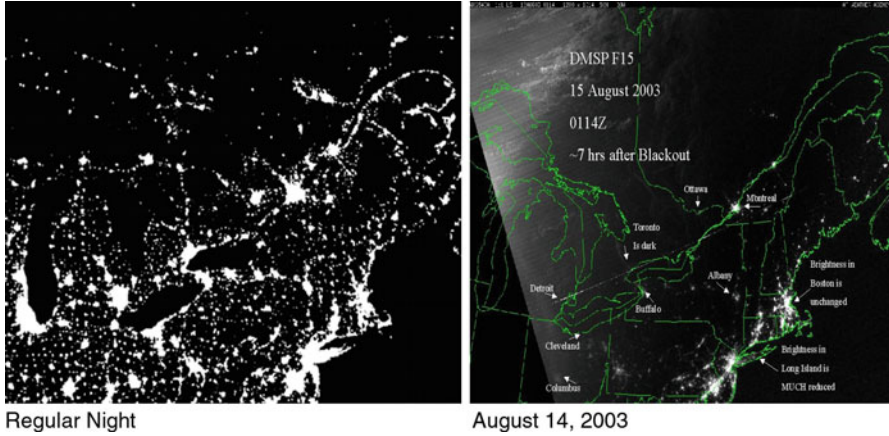 DMSP F15
15 August 2003
0114Z
~7 hrs after Blackout
Ottawa
Montreal
Toronto
Is dark
Detroit
Albany
Brightness in
Boston is
unchanged
Buffalo
Cleveland
Brightness in
Long Island is
MUCH reduced
Columbus
Regular Night
August 14, 2003